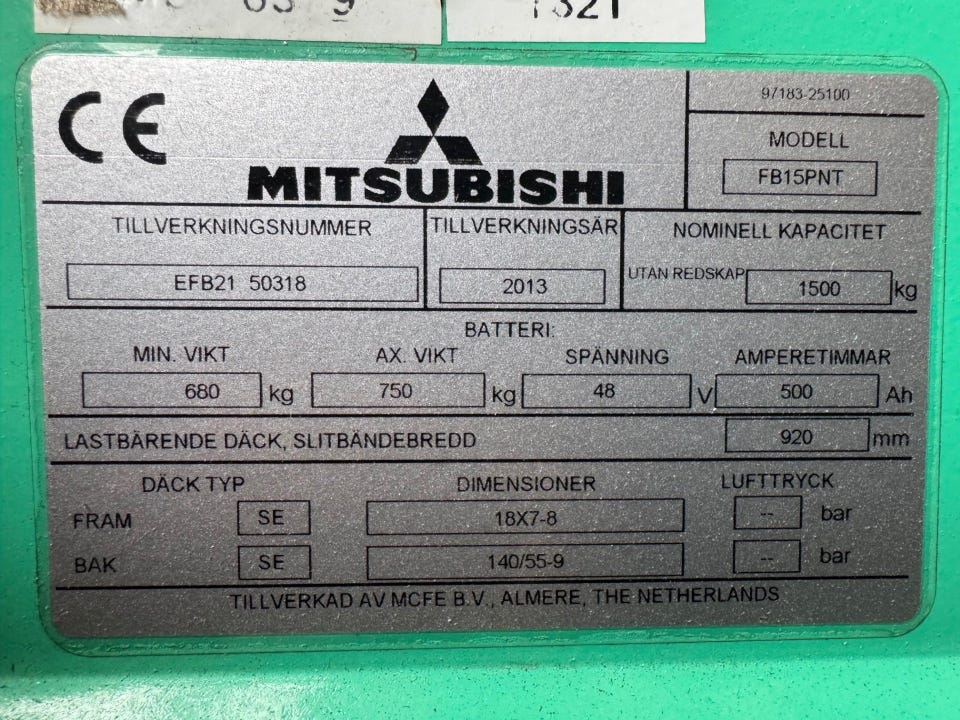 1321
CE
97183-25100
MODELL
FB15PNT
MITSUBISHI
TILLVERKNINGSNUMMER
EFB21 50318
TILLVERKNINGSÄR
2013
NOMINELL KAPACITET
UTAN REDSKAP 1500 kg
BATTERI:
MIN. VIKT AX. VIKT SPÄNNING AMPERETIMMAR
680 kg 750 kg 48 V 500 Ah
LASTBÄRENDE DÄCK, SLITBÄNDEBREDD 920 mm
DÄCK TYP DIMENSIONER LUFTTRYCK
FRAM SE 18X7-8 -- bar
BAK SE 140/55-9 -- bar
TILLVERKAD AV MCFE B.V., ALMERE, THE NETHERLANDS